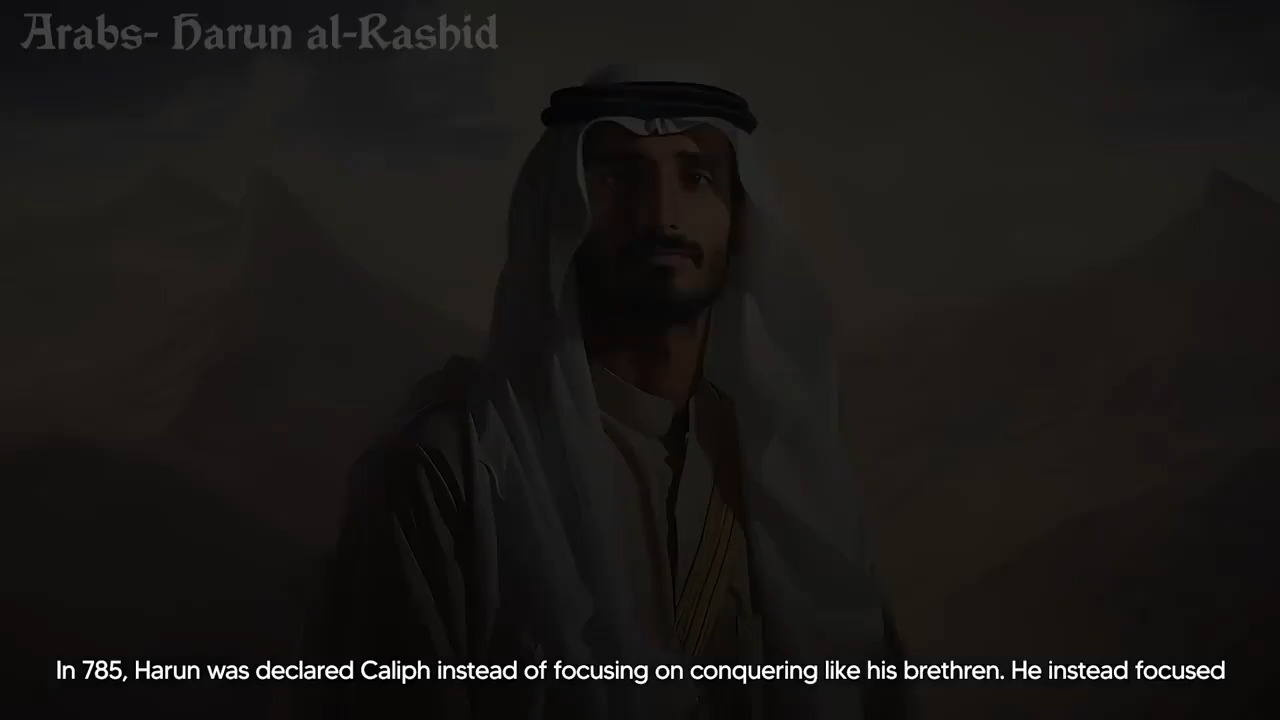 Arabs- Harun al-Rashid
In 785, Harun was declared Caliph instead of focusing on conquering like his brethren. He instead focused